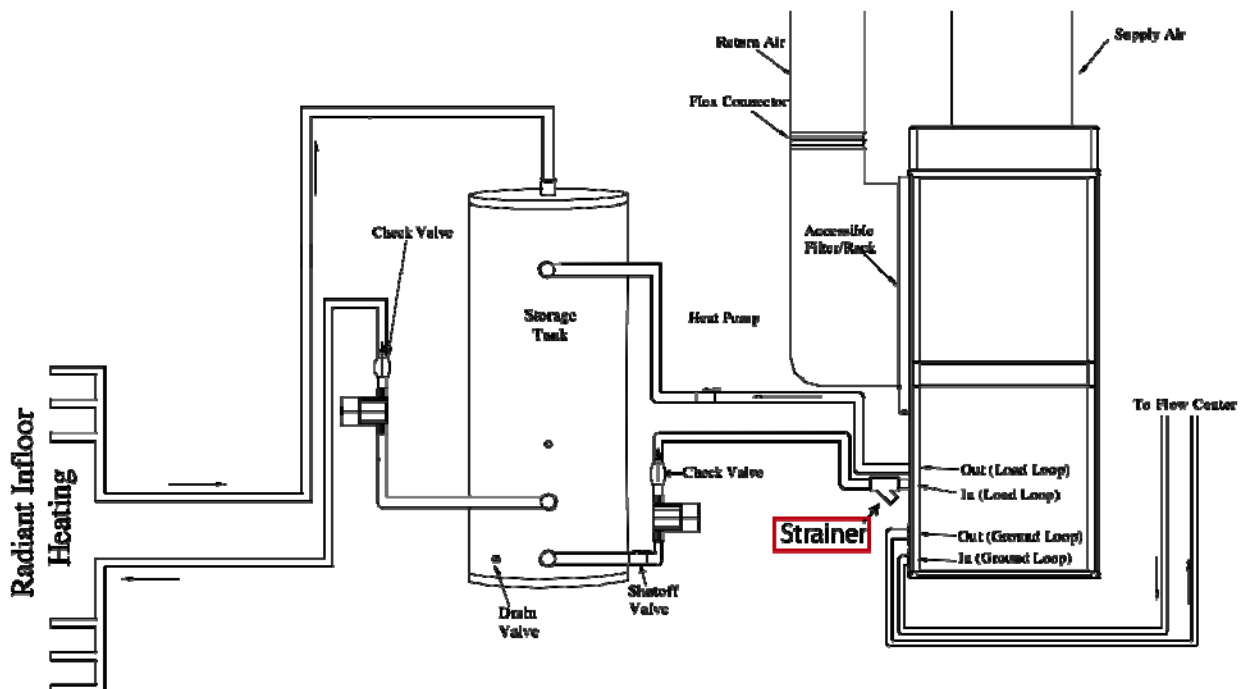 Return Air
Supply Air
Flex Connector
Check Valve
Accessible
Filter/Rack
Storage
Tank
Heat Pump
To Flow Center
Radiant Infloor
Heating
Check Valve
Out (Load Loop)
In (Load Loop)
Strainer
Out (Ground Loop)
In (Ground Loop)
Drain
Valve
Shutoff
Valve